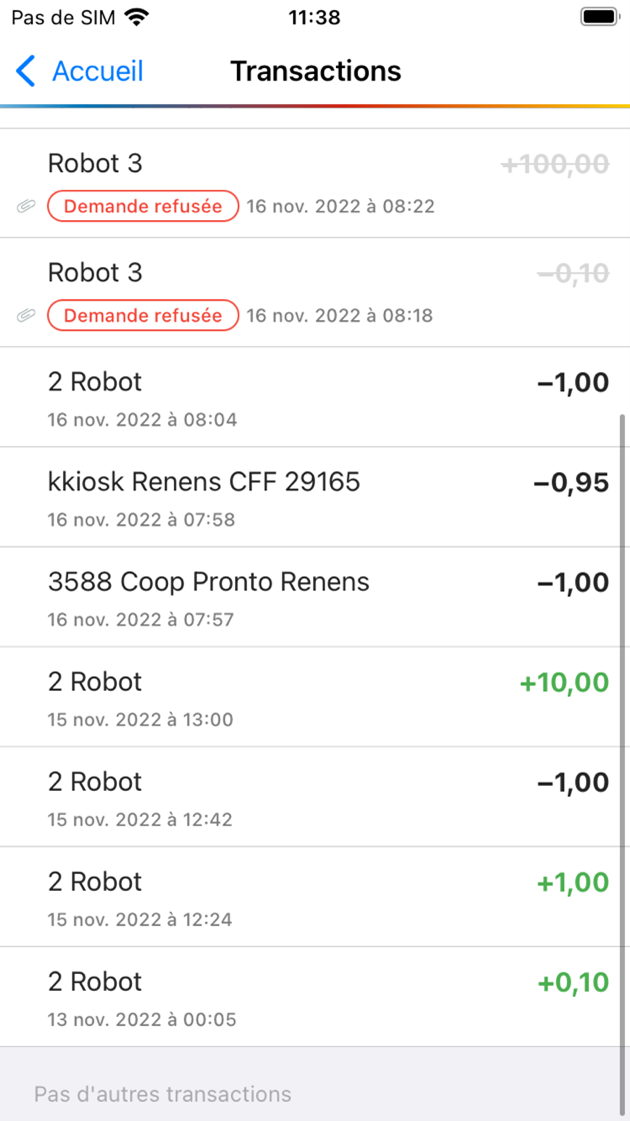 Pas de SIM 11:38
Accueil Transactions
Robot 3 +100,00
Demande refusée 16 nov. 2022 à 08:22
Robot 3 –0,10
Demande refusée 16 nov. 2022 à 08:18
2 Robot –1,00
16 nov. 2022 à 08:04
kkiosk Renens CFF 29165 –0,95
16 nov. 2022 à 07:58
3588 Coop Pronto Renens –1,00
16 nov. 2022 à 07:57
2 Robot +10,00
15 nov. 2022 à 13:00
2 Robot –1,00
15 nov. 2022 à 12:42
2 Robot +1,00
15 nov. 2022 à 12:24
2 Robot +0,10
13 nov. 2022 à 00:05
Pas d'autres transactions